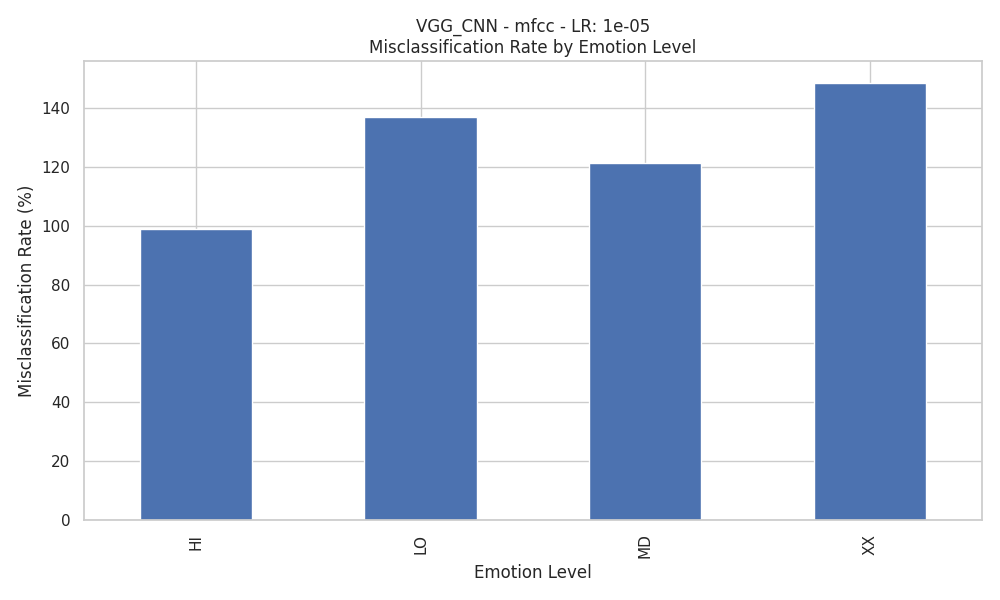 VGG_CNN - mfcc - LR: 1e-05
Misclassification Rate by Emotion Level
Misclassification Rate (%)
140
120
100
80
60
40
20
0
HI
LO
MD
XX
Emotion Level